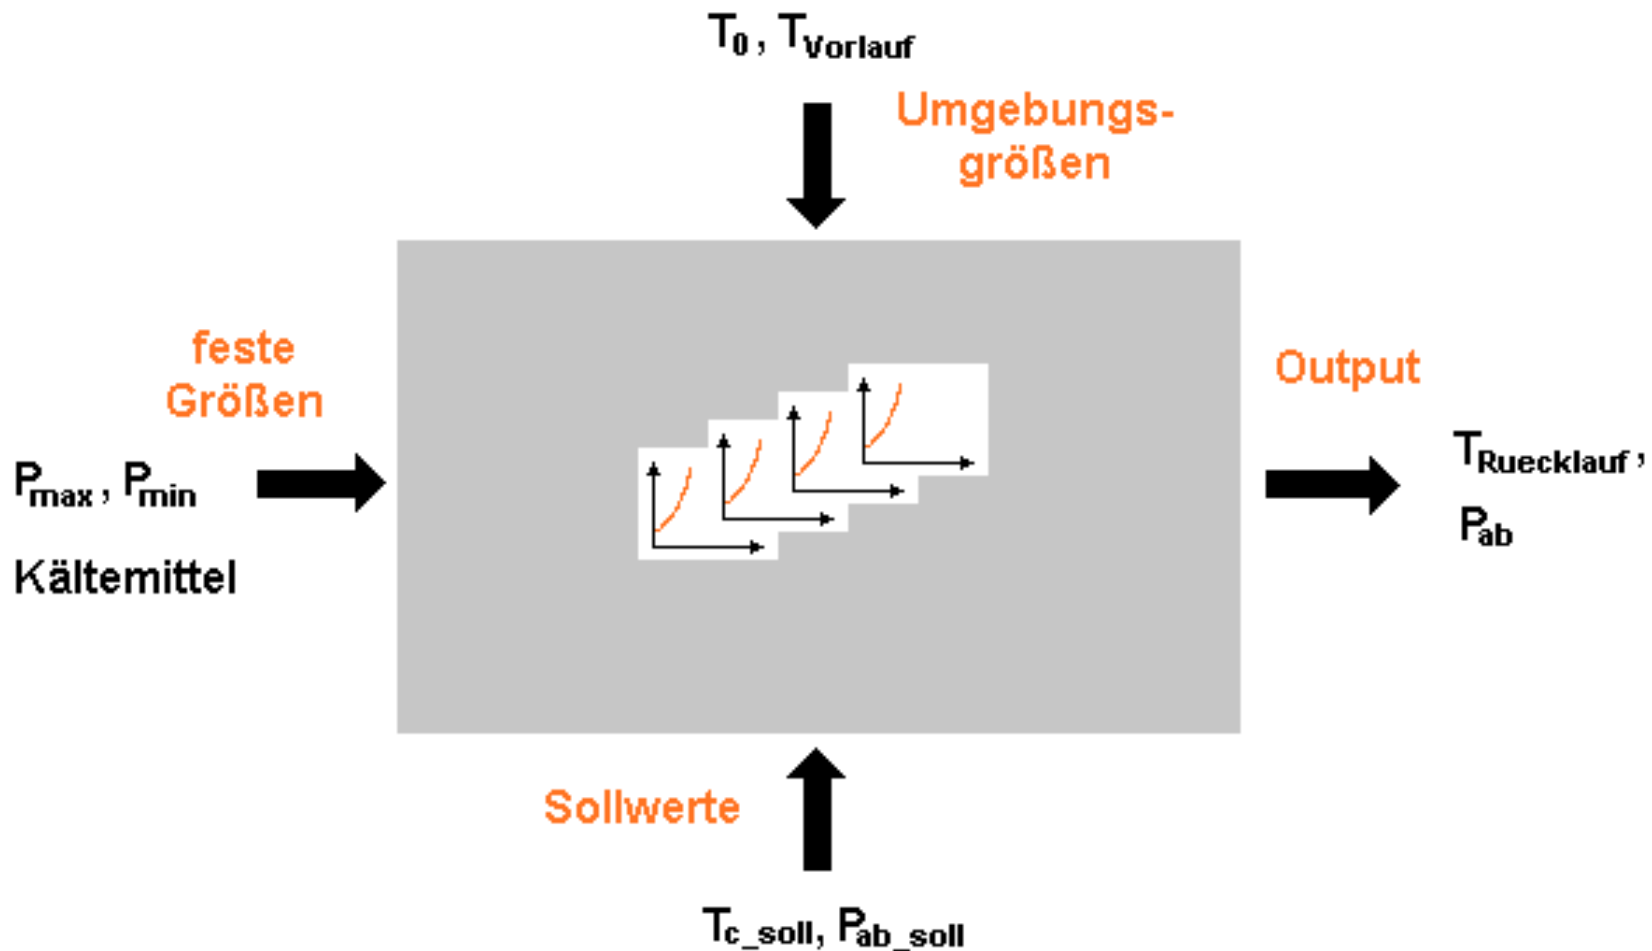 T0, TVorlauf
Umgebungs-
größen
feste
Größen
Pmax, Pmin
Kältemittel
Output
TRuecklauf,
Pab
Sollwerte
Tc_soll, Pab_soll